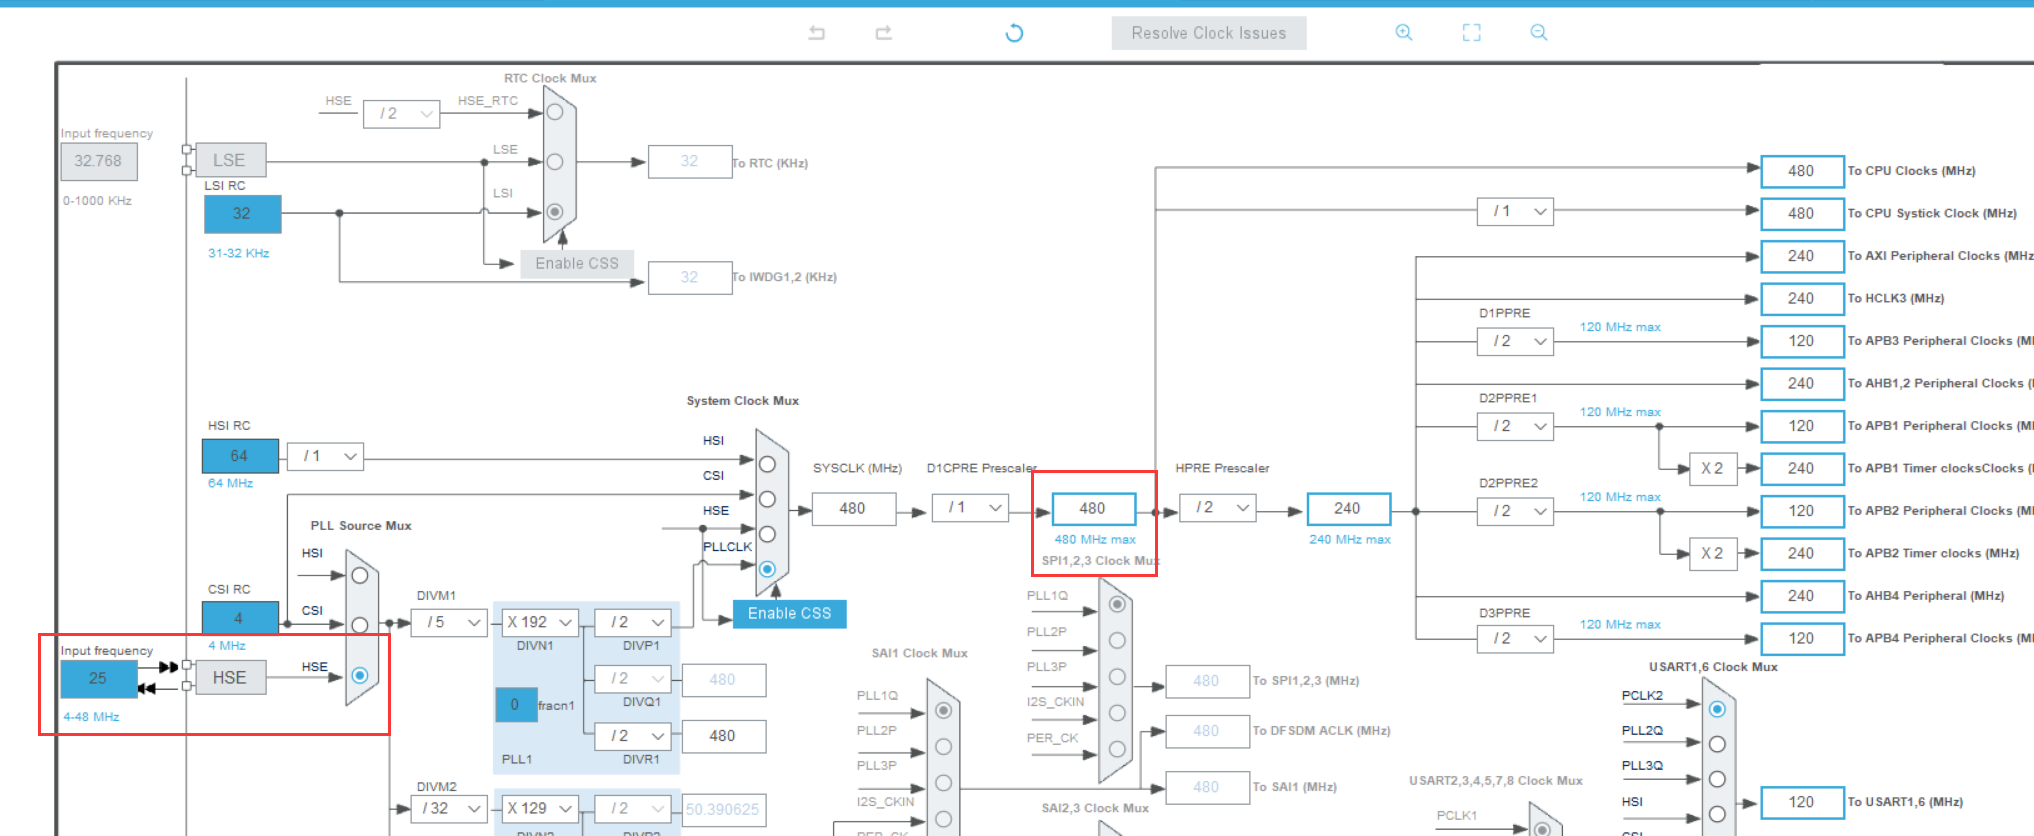 Resolve Clock Issues
RTC Clock Mux
HSE
/ 2
HSE_RTC
Input frequency
32.768
0-1000 KHz
LSE
LSE
LSI RC
32
31-32 KHz
LSI
32
To RTC (KHz)
Enable CSS
32
To IWDG1,2 (KHz)
480
To CPU Clocks (MHz)
/ 1
480
To CPU Systick Clock (MHz)
240
To AXI Peripheral Clocks (MHz
240
To HCLK3 (MHz)
D1PPRE
/ 2
120 MHz max
120
To APB3 Peripheral Clocks (M
240
To AHB1,2 Peripheral Clocks (
D2PPRE1
/ 2
120 MHz max
120
To APB1 Peripheral Clocks (M
X 2
240
To APB1 Timer clocksClocks (
D2PPRE2
/ 2
120 MHz max
120
To APB2 Peripheral Clocks (M
X 2
240
To APB2 Timer clocks (MHz)
240
To AHB4 Peripheral (MHz)
D3PPRE
/ 2
120 MHz max
120
To APB4 Peripheral Clocks (M
System Clock Mux
HSI RC
64
64 MHz
/ 1
HSI
CSI
HSE
PLLCLK
SYSCLK (MHz)
480
D1CPRE Prescaler
/ 1
480
480 MHz max
HPRE Prescaler
/ 2
240
240 MHz max
Enable CSS
PLL Source Mux
HSI
CSI RC
4
4 MHz
CSI
Input frequency
25
4-48 MHz
HSE
HSE
DIVM1
/ 5
X 192
DIVN1
/ 2
DIVP1
/ 2
DIVQ1
480
0
fracn1
/ 2
DIVR1
480
PLL1
DIVM2
/ 32
X 129
DIVN2
/ 2
DIVP2
50.390625
SPI1,2,3 Clock Mux
PLL1Q
PLL2P
PLL3P
I2S_CKIN
PER_CK
480
To SPI1,2,3 (MHz)
480
To DFSDM ACLK (MHz)
SAI1 Clock Mux
PLL1Q
PLL2P
PLL3P
I2S_CKIN
PER_CK
480
To SAI1 (MHz)
SAI2,3 Clock Mux
USART1,6 Clock Mux
PCLK2
PLL2Q
PLL3Q
HSI
CSI
120
To USART1,6 (MHz)
USART2,3,4,5,7,8 Clock Mux
PCLK1